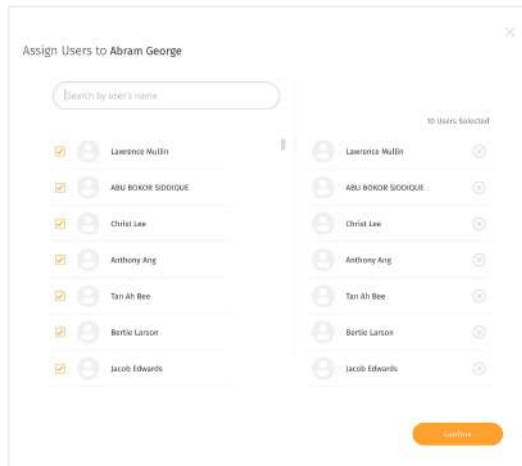 Assign Users to Abram George
Search by user's name
10 Users Selected
Lawrence Mullin
ABU BOKOR SIDDIQUE
Christ Lee
Anthony Ang
Tan Ah Bee
Bertie Larson
Jacob Edwards
Lawrence Mullin
ABU BOKOR SIDDIQUE
Christ Lee
Anthony Ang
Tan Ah Bee
Bertie Larson
Jacob Edwards
Confirm